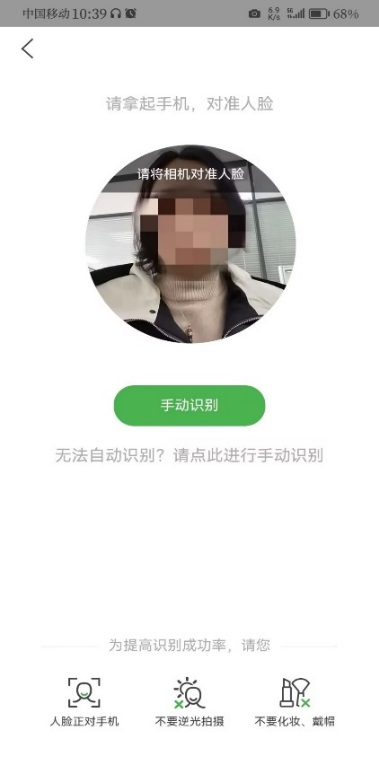 中国移动 10:39 6.9 K/s 5G 68%
请拿起手机，对准人脸
请将相机对准人脸
手动识别
无法自动识别？请点此进行手动识别
为提高识别成功率，请您
人脸正对手机 不要逆光拍摄 不要化妆、戴帽